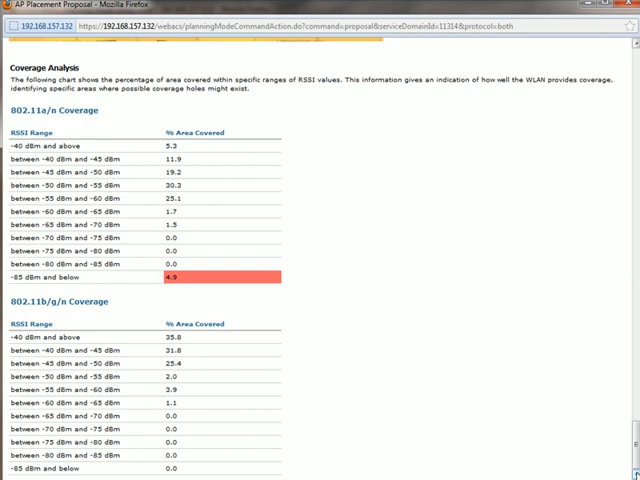 AP Placement Proposal - Mozilla Firefox
192.168.157.132 https://192.168.157.132/webacs/planningModeCommandAction.do?command=proposal&serviceDomainId=11314&protocol=both
Coverage Analysis
The following chart shows the percentage of area covered within specific ranges of RSSI values. This information gives an indication of how well the WLAN provides coverage,
identifying specific areas where possible coverage holes might exist.
802.11a/n Coverage
RSSI Range % Area Covered
-40 dBm and above 5.3
between -40 dBm and -45 dBm 11.9
between -45 dBm and -50 dBm 19.2
between -50 dBm and -55 dBm 30.3
between -55 dBm and -60 dBm 25.1
between -60 dBm and -65 dBm 1.7
between -65 dBm and -70 dBm 1.5
between -70 dBm and -75 dBm 0.0
between -75 dBm and -80 dBm 0.0
between -80 dBm and -85 dBm 0.0
-85 dBm and below 4.9
802.11b/g/n Coverage
RSSI Range % Area Covered
-40 dBm and above 35.8
between -40 dBm and -45 dBm 31.8
between -45 dBm and -50 dBm 25.4
between -50 dBm and -55 dBm 2.0
between -55 dBm and -60 dBm 3.9
between -60 dBm and -65 dBm 1.1
between -65 dBm and -70 dBm 0.0
between -70 dBm and -75 dBm 0.0
between -75 dBm and -80 dBm 0.0
between -80 dBm and -85 dBm 0.0
-85 dBm and below 0.0